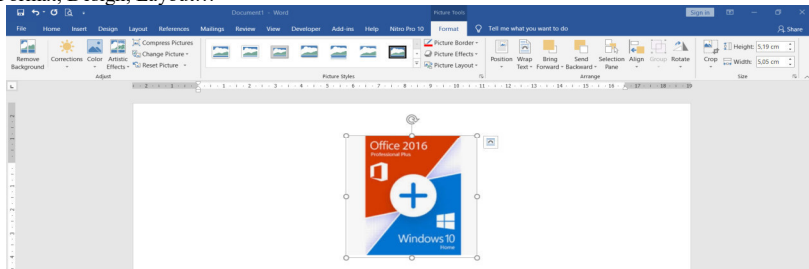 Format, Design, Layout…
Document1 - Word
Picture Tools
Sign in
File Home Insert Design Layout References Mailings Review View Developer Add-ins Help Nitro Pro 10 Format Tell me what you want to do Share
Remove Background
Corrections
Color
Artistic Effects
Compress Pictures
Change Picture
Reset Picture
Adjust
Picture Styles
Picture Border
Picture Effects
Picture Layout
Position
Wrap Text
Bring Forward
Send Backward
Selection Pane
Align
Group
Rotate
Arrange
Crop
Height: 5,19 cm
Width: 5,05 cm
Size
Office 2016
Professional Plus
Windows 10
Home